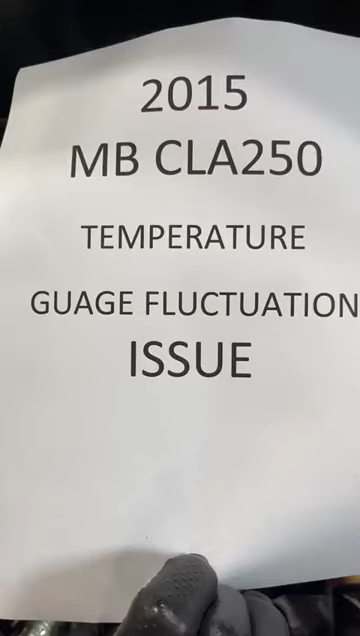 2015
MB CLA250
TEMPERATURE
GUAGE FLUCTUATION
ISSUE